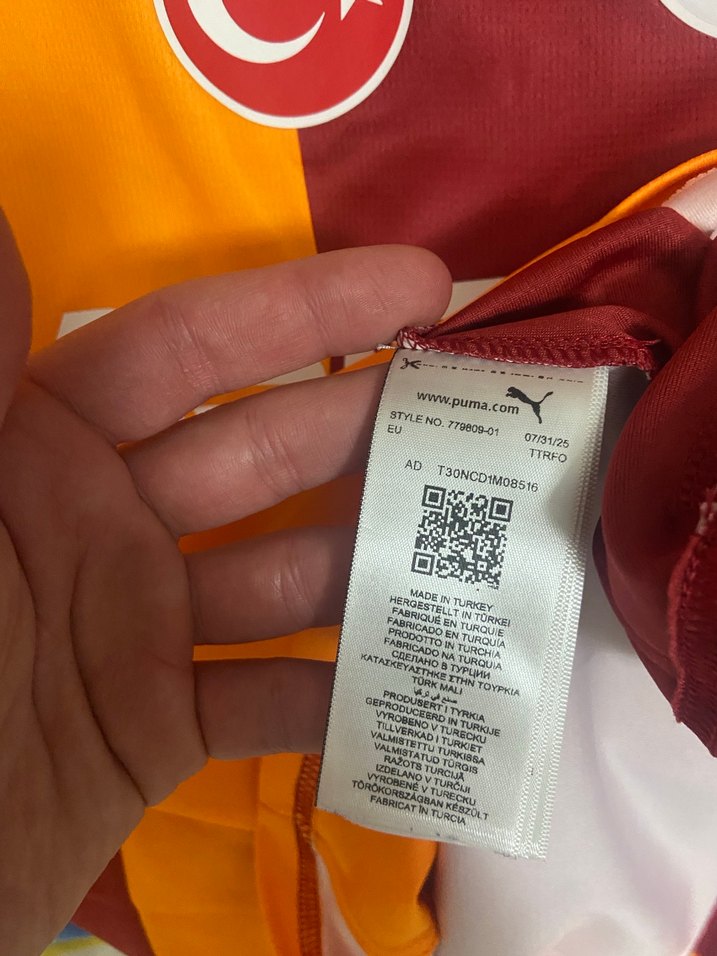 www.puma.com
STYLE NO. 779809-01 07/31/25
EU TTRFO
AD T30NCD1M08516
MADE IN TURKEY
HERGESTELLT IN TÜRKEI
FABRIQUÉ EN TURQUIE
FABRICADO EN TURQUÍA
PRODOTTO IN TURCHIA
FABRICADO NA TURQUIA
СДЕЛАНО В ТУРЦИИ
ΚΑΤΑΣΚΕΥΑΣΤΗΚΕ ΣΤΗΝ ΤΟΥΡΚΙΑ
TÜRK MALI
صنع في تركيا
PRODUSERT I TYRKIA
GEPRODUCEERD IN TURKIJE
VYROBENO V TURECKU
TILLVERKAD I TURKIET
VALMISTETTU TURKISSA
VALMISTATUD TÜRGIS
RAŽOTS TURCIJĀ
IZDELANO V TURČIJI
VYROBENÉ V TURECKU
TÖRÖKORSZÁGBAN KÉSZÜLT
FABRICAT ÎN TURCIA